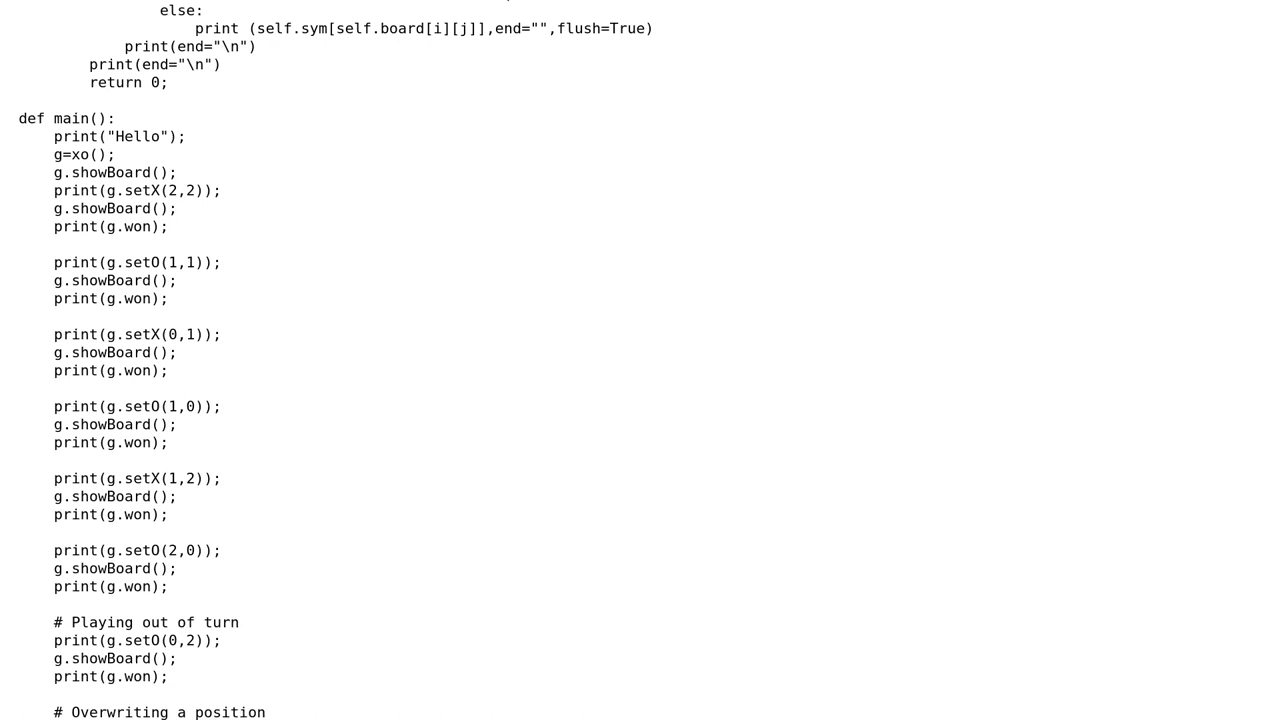 else:
print (self.sym[self.board[i][j]],end="",flush=True)
print(end="\n")
print(end="\n")
return 0;
def main():
print("Hello");
g=xo();
g.showBoard();
print(g.setX(2,2));
g.showBoard();
print(g.won);
print(g.setO(1,1));
g.showBoard();
print(g.won);
print(g.setX(0,1));
g.showBoard();
print(g.won);
print(g.setO(1,0));
g.showBoard();
print(g.won);
print(g.setX(1,2));
g.showBoard();
print(g.won);
print(g.setO(2,0));
g.showBoard();
print(g.won);
# Playing out of turn
print(g.setO(0,2));
g.showBoard();
print(g.won);
# Overwriting a position